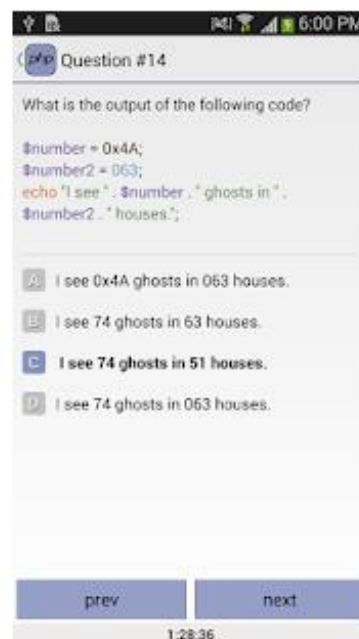 6:00 PM
php Question #14
What is the output of the following code?
$number = 0x4A;
$number2 = 063;
echo "I see " . $number . " ghosts in " .
$number2 . " houses.";
A I see 0x4A ghosts in 063 houses.
B I see 74 ghosts in 63 houses.
C I see 74 ghosts in 51 houses.
D I see 74 ghosts in 063 houses.
prev next
1:28:36